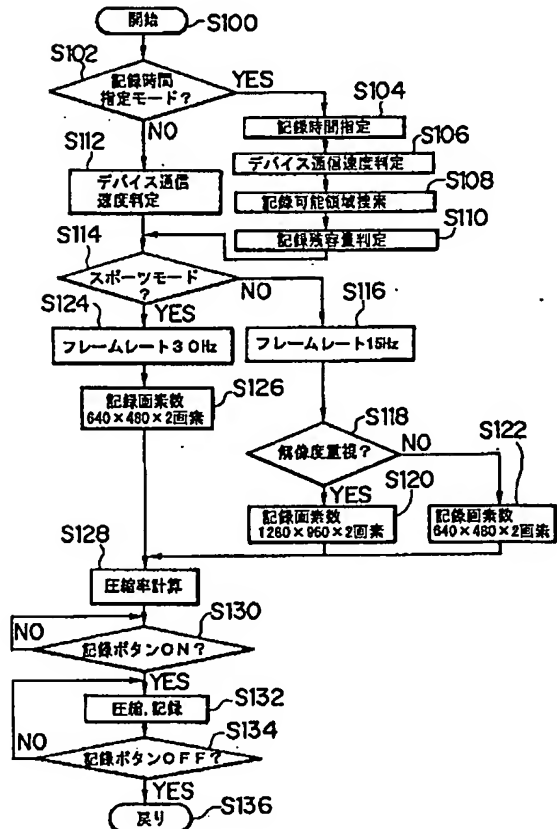 開始
S100
S102
記録時間
指定モード?
YES
NO
S104
記録時間指定
S106
デバイス通信速度判定
S108
記録可能領域検索
S110
記録残容量判定
S112
デバイス通信
速度判定
S114
スポーツモード
?
NO
YES
S124
フレームレート30Hz
S116
フレームレート15Hz
S126
記録画素数
640×480×2画素
S118
解像度重視?
NO
YES
S120
記録画素数
1280×960×2画素
S122
記録画素数
640×480×2画素
S128
圧縮率計算
S130
NO
記録ボタンON?
YES
S132
圧縮,記録
S134
NO
記録ボタンOFF?
YES
戻り
S136